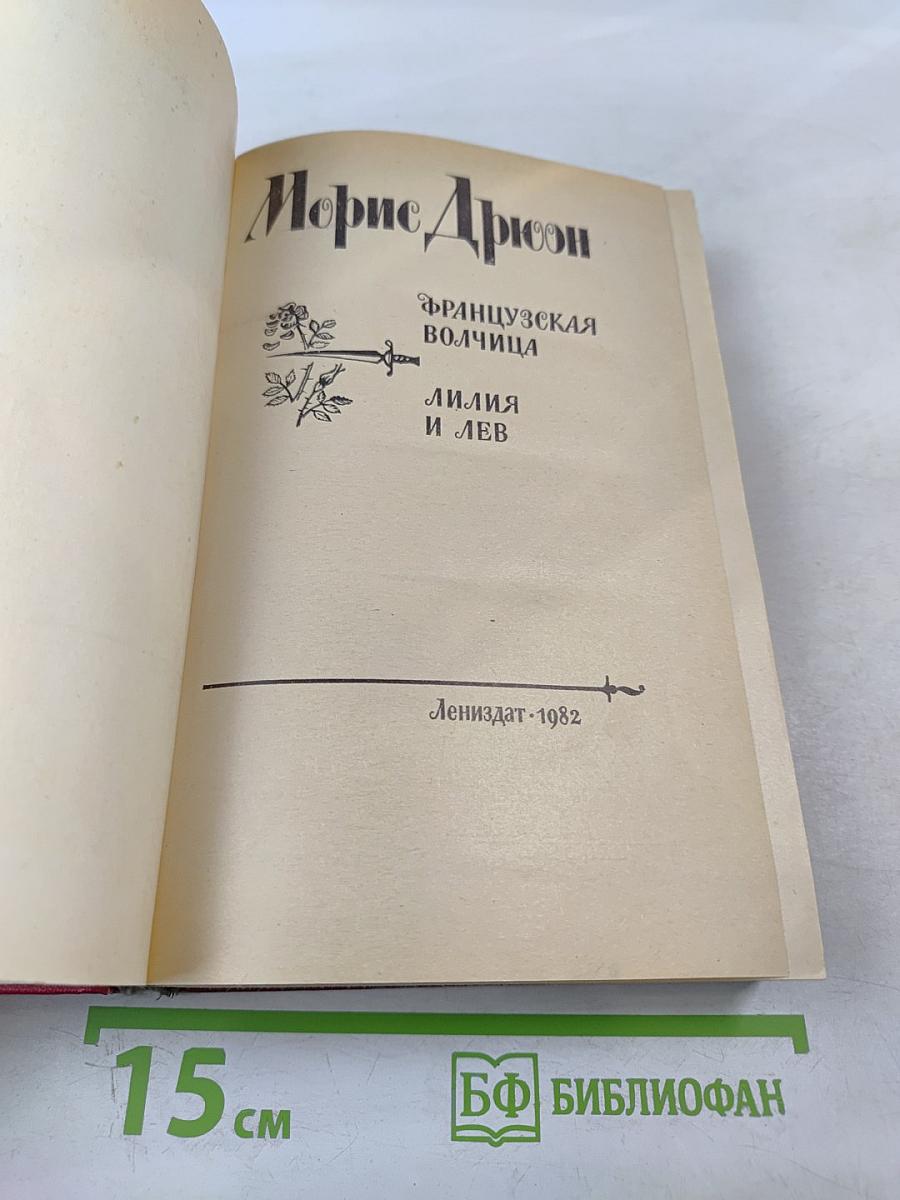 Морис Дрюон
ФРАНЦУЗСКАЯ
ВОЛЧИЦА
ЛИЛИЯ
И ЛЕВ
Лениздат · 1982
15 см
БФ БИБЛИОФАН